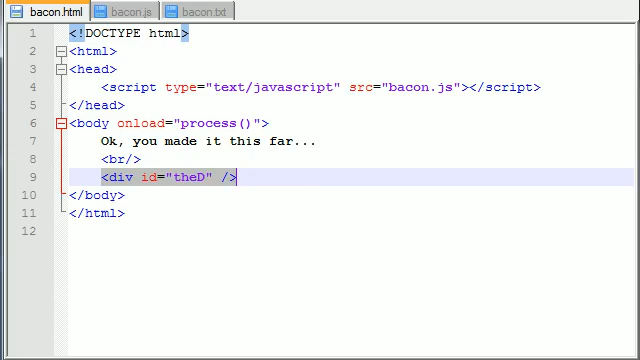 bacon.html bacon.js bacon.txt
1 <!DOCTYPE html>
2 <html>
3 <head>
4 <script type="text/javascript" src="bacon.js"></script>
5 </head>
6 <body onload="process()">
7 Ok, you made it this far...
8 <br/>
9 <div id="theD" />
10 </body>
11 </html>
12